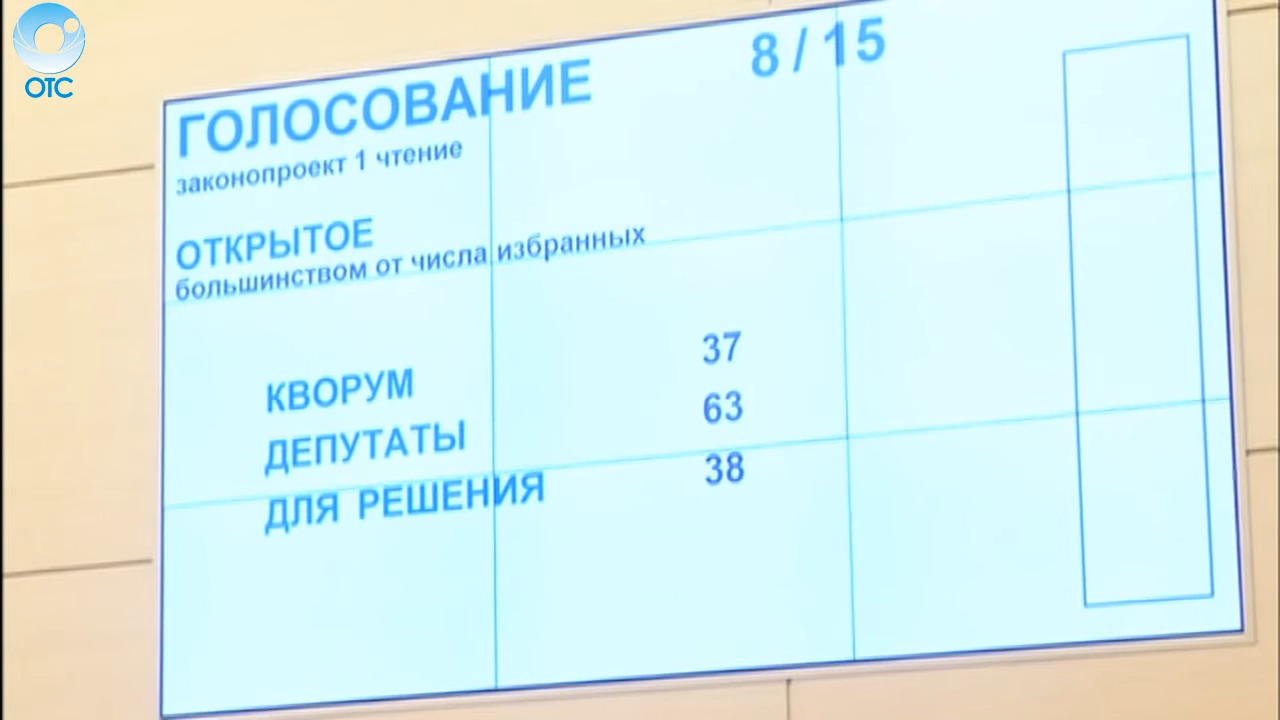 ОТС
ГОЛОСОВАНИЕ 8 / 15
законопроект 1 чтение
ОТКРЫТОЕ
большинством от числа избранных
КВОРУМ 37
ДЕПУТАТЫ 63
ДЛЯ РЕШЕНИЯ 38